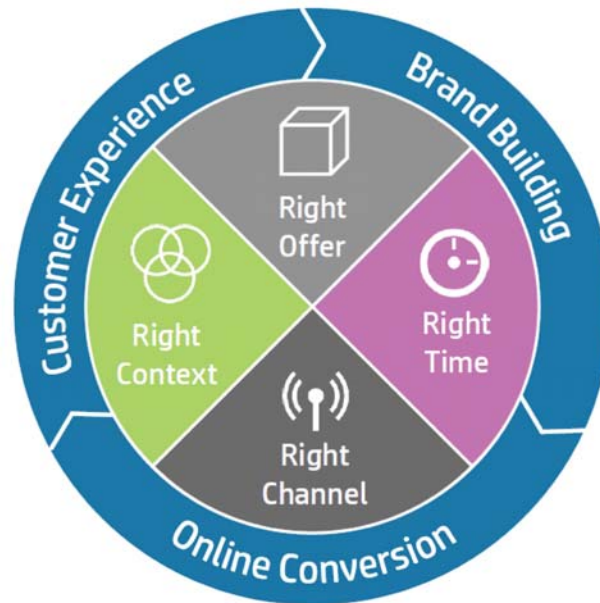 Customer Experience
Brand Building
Right
Offer
Right
Context
Right
Time
Right
Channel
Online Conversion